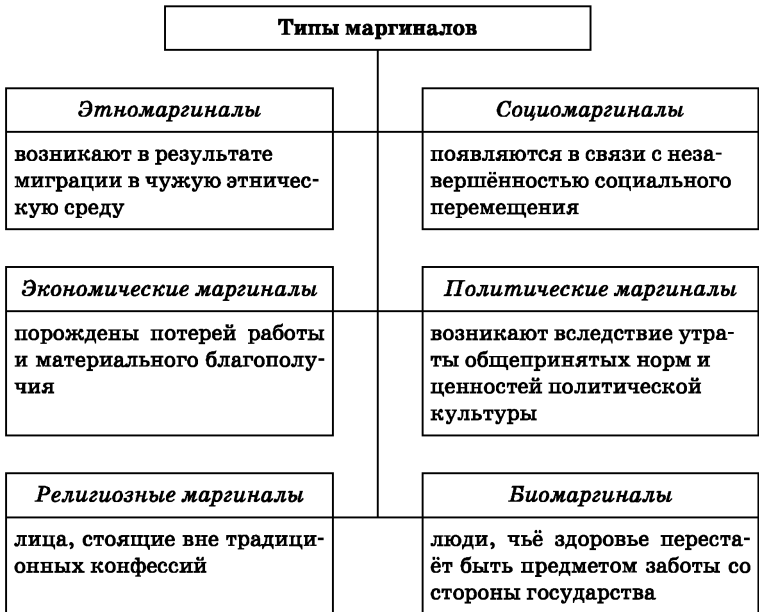 Типы маргиналов
Этномаргиналы
возникают в результате
миграции в чужую этничес-
кую среду
Социомаргиналы
появляются в связи с неза-
вершённостью социального
перемещения
Экономические маргиналы
порождены потерей работы
и материального благополу-
чия
Политические маргиналы
возникают вследствие утра-
ты общепринятых норм и
ценностей политической
культуры
Религиозные маргиналы
лица, стоящие вне традици-
онных конфессий
Биомаргиналы
люди, чьё здоровье переста-
ёт быть предметом заботы со
стороны государства